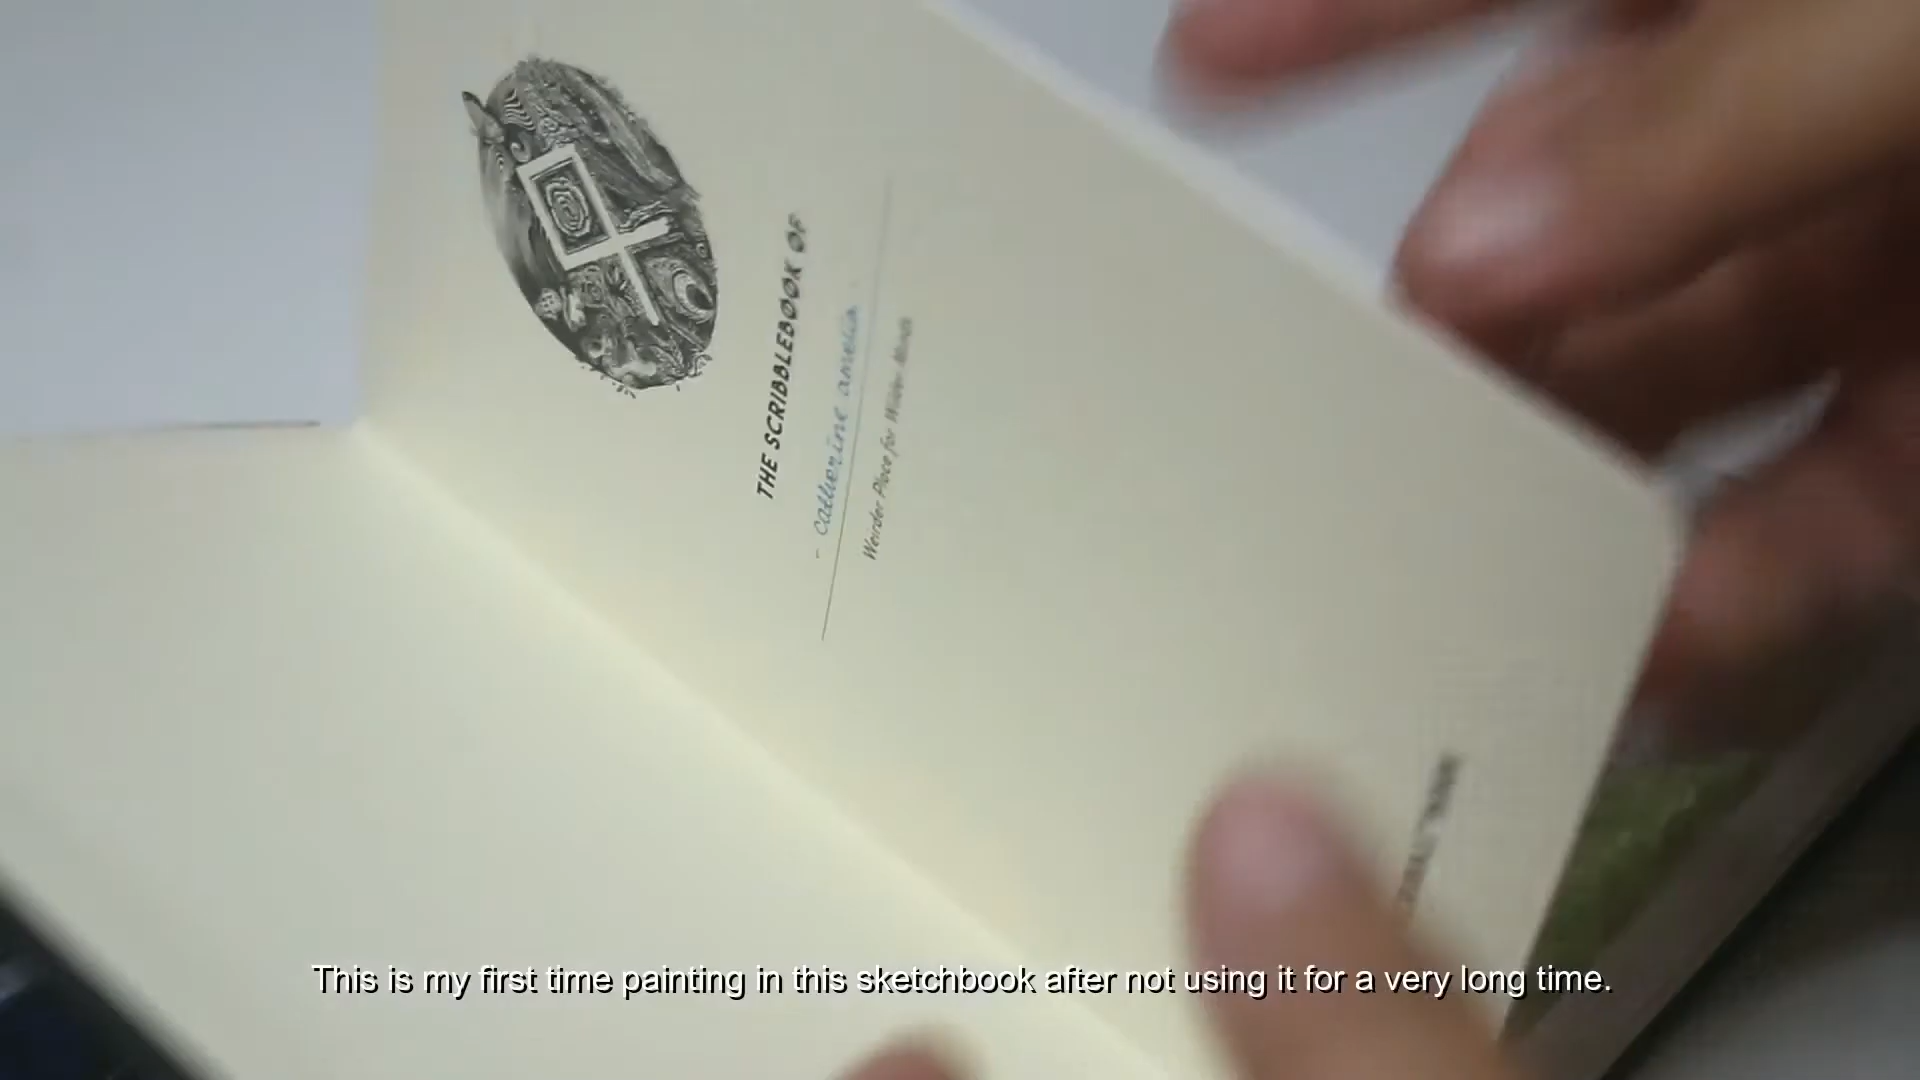 THE SCRIBBLEBOOK OF
catherine amelia
Weirder Place for Wilder Minds
This is my first time painting in this sketchbook after not using it for a very long time.